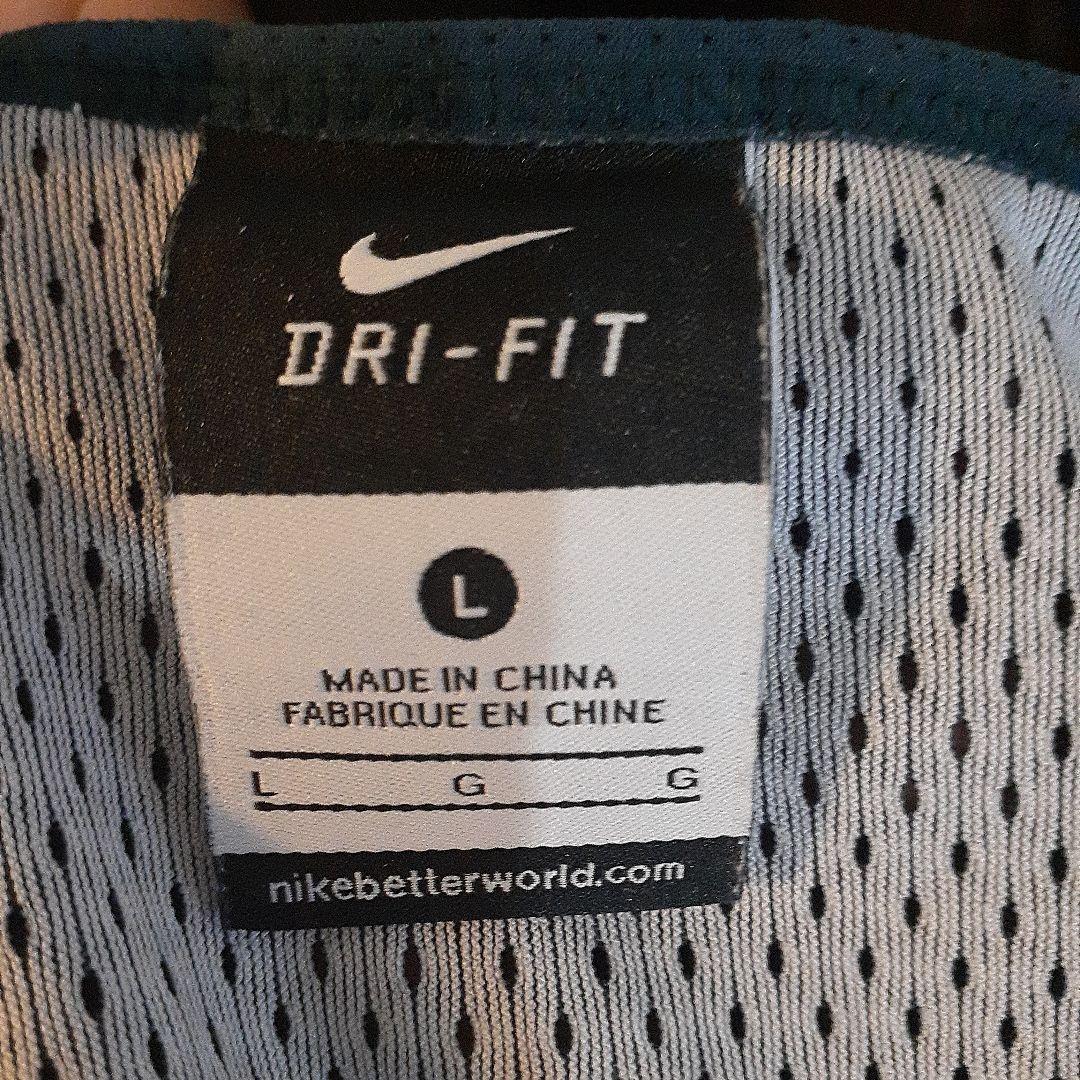 DRI-FIT
L
MADE IN CHINA
FABRIQUE EN CHINE
L G G
nikebetterworld.com